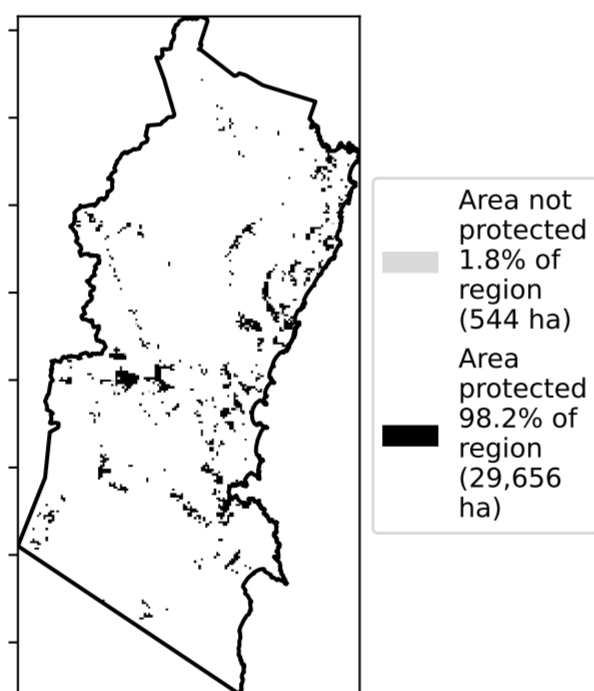 Area not
protected
1.8% of
region
(544 ha)
Area
protected
98.2% of
region
(29,656
ha)